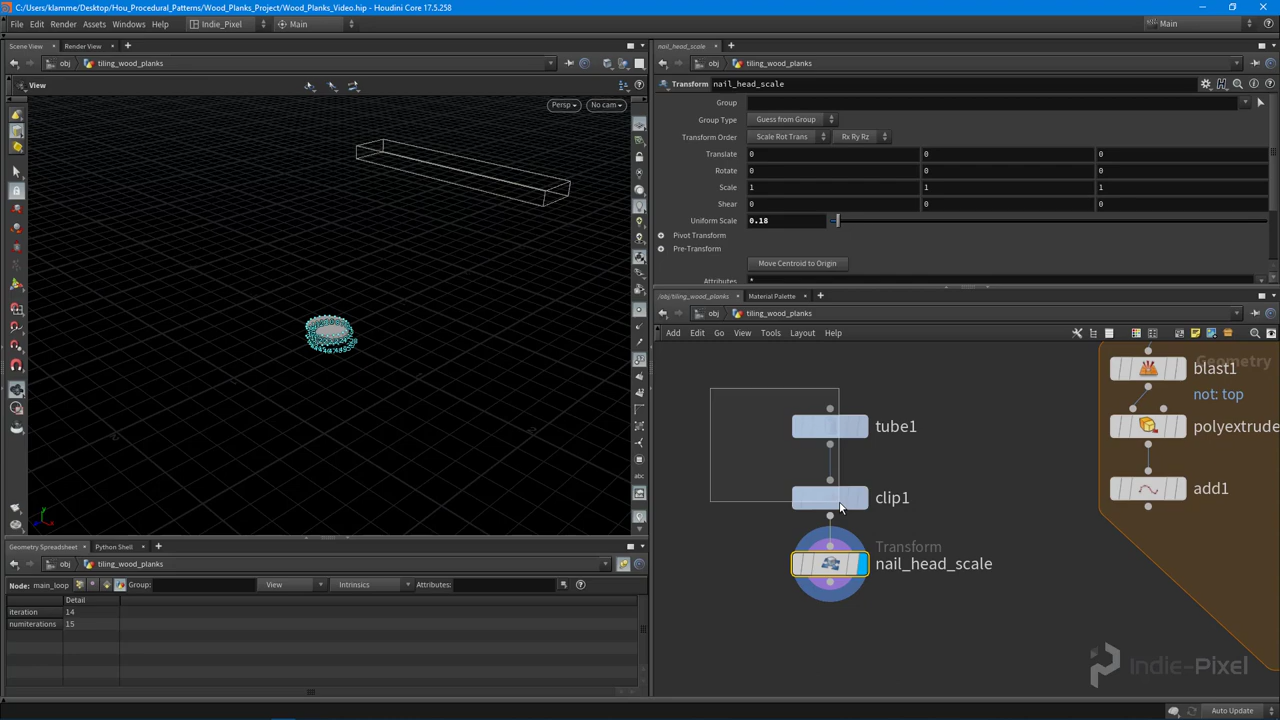 C:/Users/klamme/Desktop/Hou_Procedural_Patterns/Wood_Planks_Project/Wood_Planks_Video.hip - Houdini Core 17.5.258
File Edit Render Assets Windows Help Indie_Pixel Main Main
Scene View Render View
obj tiling_wood_planks
View
Persp No cam
abc
Geometry Spreadsheet Python Shell
obj tiling_wood_planks
Node: main_loop Group: View Intrinsics Attributes:
Detail
iteration 14
numiterations 15
nail_head_scale
obj tiling_wood_planks
Transform nail_head_scale
Group
Group Type Guess from Group
Transform Order Scale Rot Trans Rx Ry Rz
Translate 0 0 0
Rotate 0 0 0
Scale 1 1 1
Shear 0 0 0
Uniform Scale 0.18
Pivot Transform
Pre-Transform
Move Centroid to Origin
Attributes *
/obj/tiling_wood_planks Material Palette
obj tiling_wood_planks
Add Edit Go View Tools Layout Help
Geometry
blast1
not: top
tube1
polyextrude
clip1
add1
Transform
nail_head_scale
Indie-Pixel
Auto Update